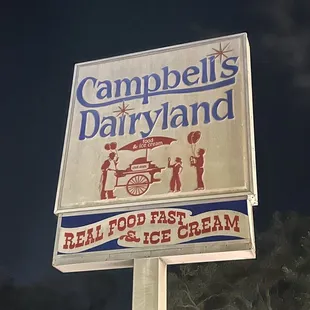 Campbell's
Dairyland
food
& ice cream
REAL FOOD FAST
& ICE CREAM